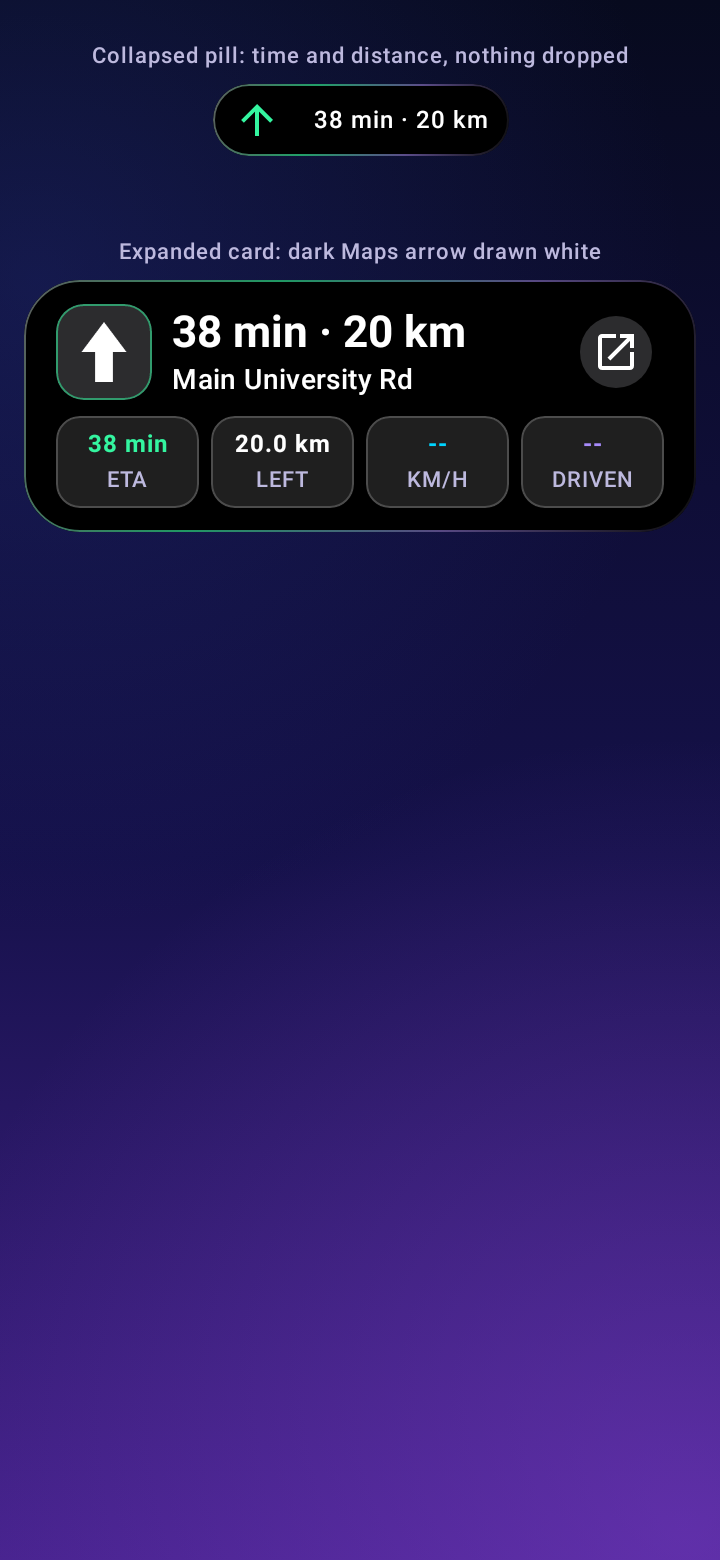 Collapsed pill: time and distance, nothing dropped
38 min · 20 km
Expanded card: dark Maps arrow drawn white
38 min · 20 km
Main University Rd
38 min 20.0 km -- --
ETA LEFT KM/H DRIVEN